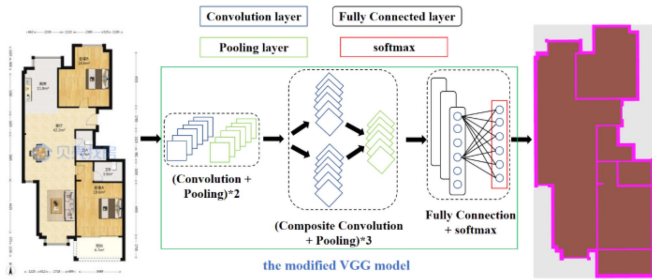 Convolution layer
Fully Connected layer
Pooling layer
softmax
(Convolution +
Pooling)*2
(Composite Convolution
+ Pooling)*3
Fully Connection
+ softmax
the modified VGG model